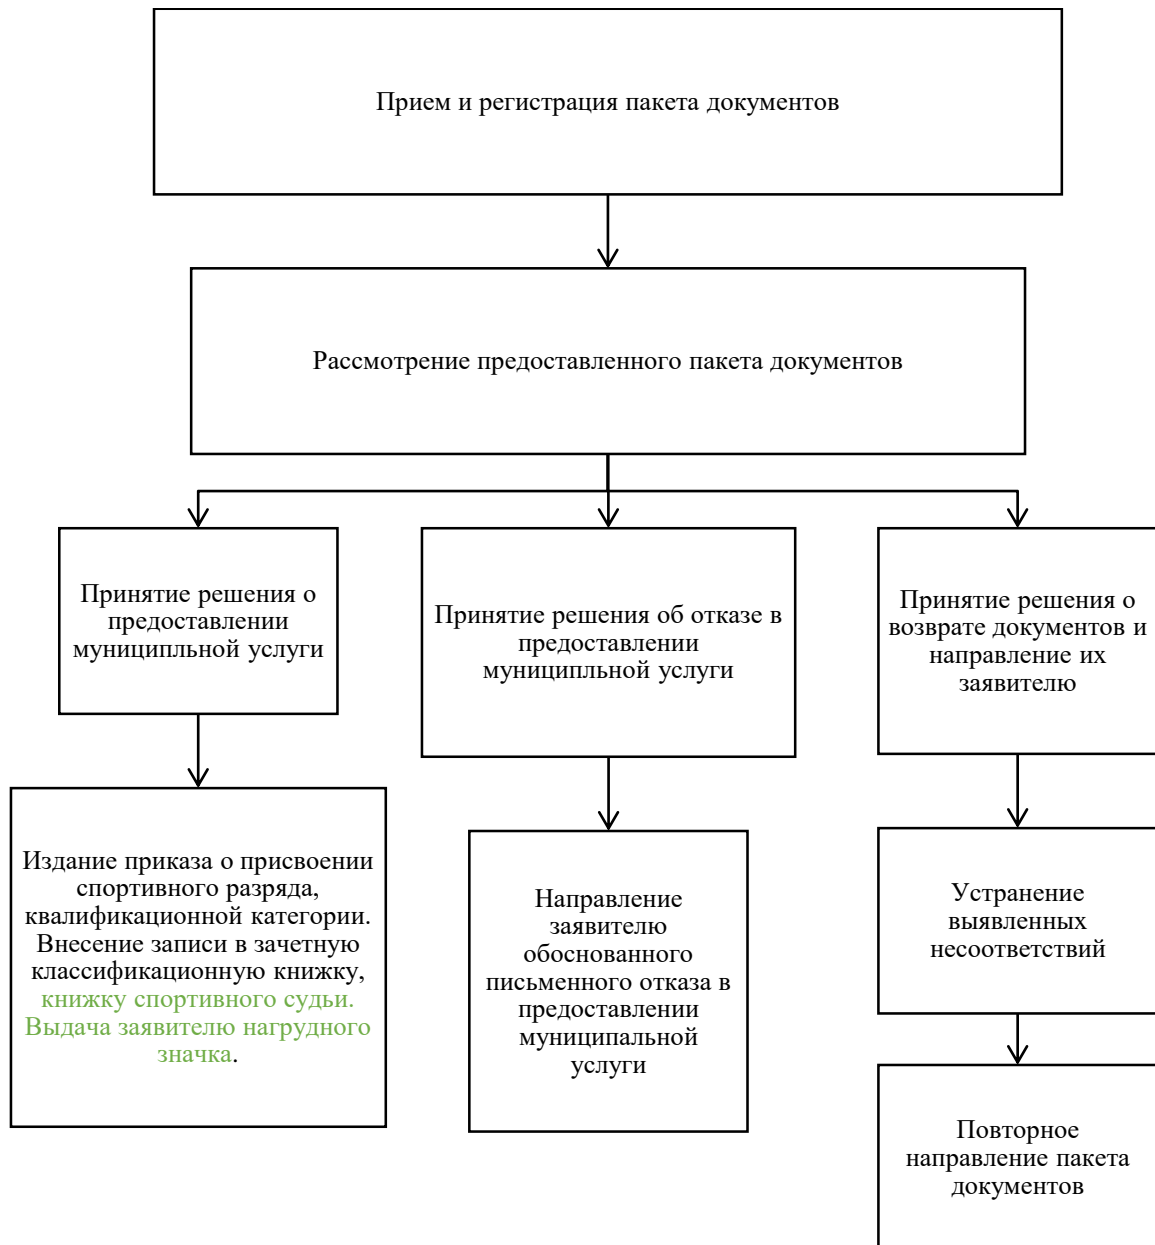 Прием и регистрация пакета документов
Рассмотрение предоставленного пакета документов
Принятие решения о
предоставлении
муниципльной услуги
Принятие решения об отказе в
предоставлении
муниципльной услуги
Принятие решения о
возврате документов и
направление их
заявителю
Издание приказа о присвоении
спортивного разряда,
квалификационной категории.
Внесение записи в зачетную
классификационную книжку,
книжку спортивного судьи.
Выдача заявителю нагрудного
значка.
Направление
заявителю
обоснованного
письменного отказа в
предоставлении
муниципальной
услуги
Устранение
выявленных
несоответствий
Повторное
направление пакета
документов